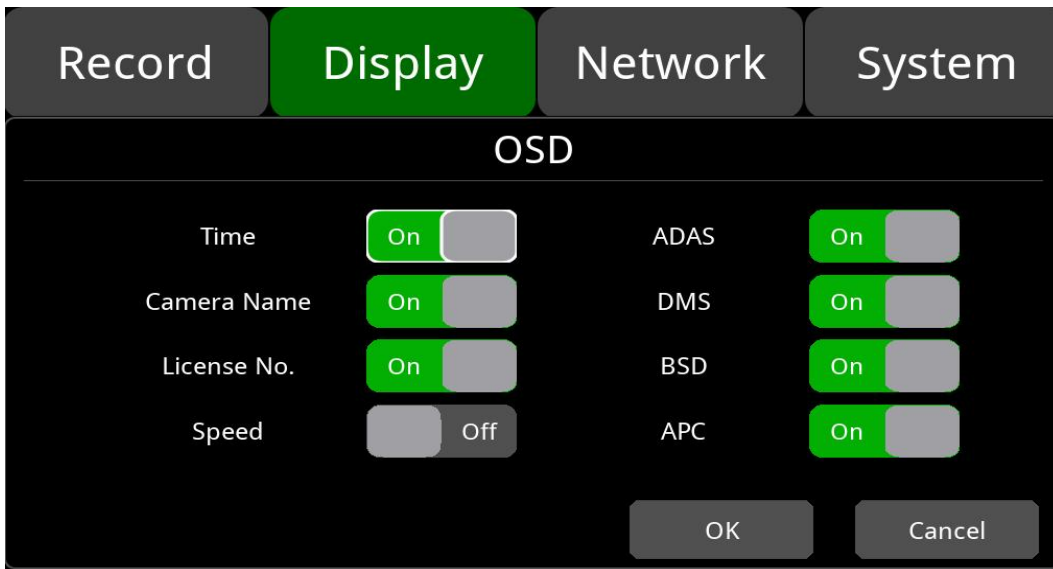 Record Display Network System
OSD
Time On ADAS On
Camera Name On DMS On
License No. On BSD On
Speed Off APC On
OK Cancel